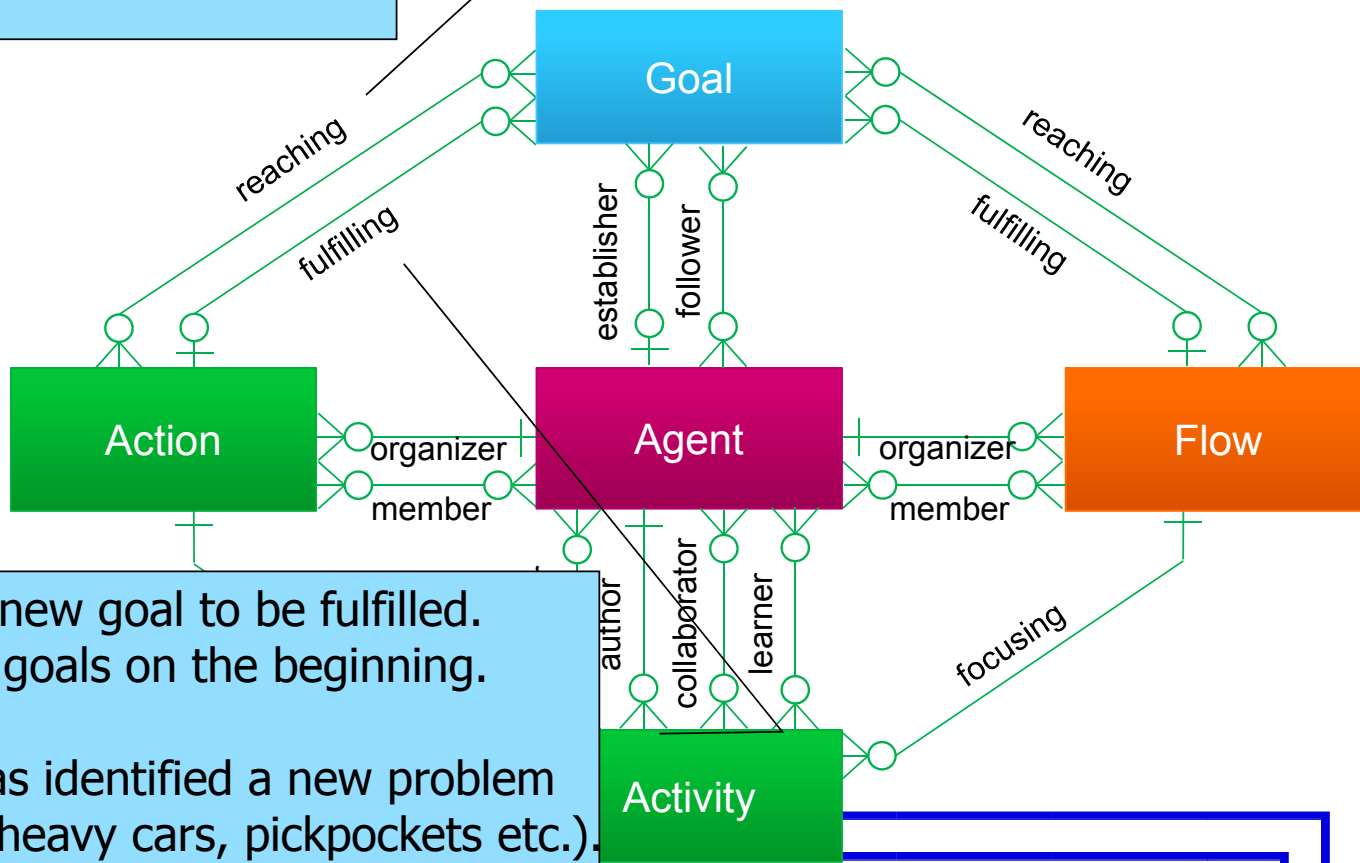 Goal
reaching
reaching
fulfilling
fulfilling
establisher
follower
Action
Agent
Flow
organizer
organizer
member
member
author
collaborator
learner
focusing
new goal to be fulfilled.
goals on the beginning.
identified a new problem
heavy cars, pickpockets etc.).
Activity